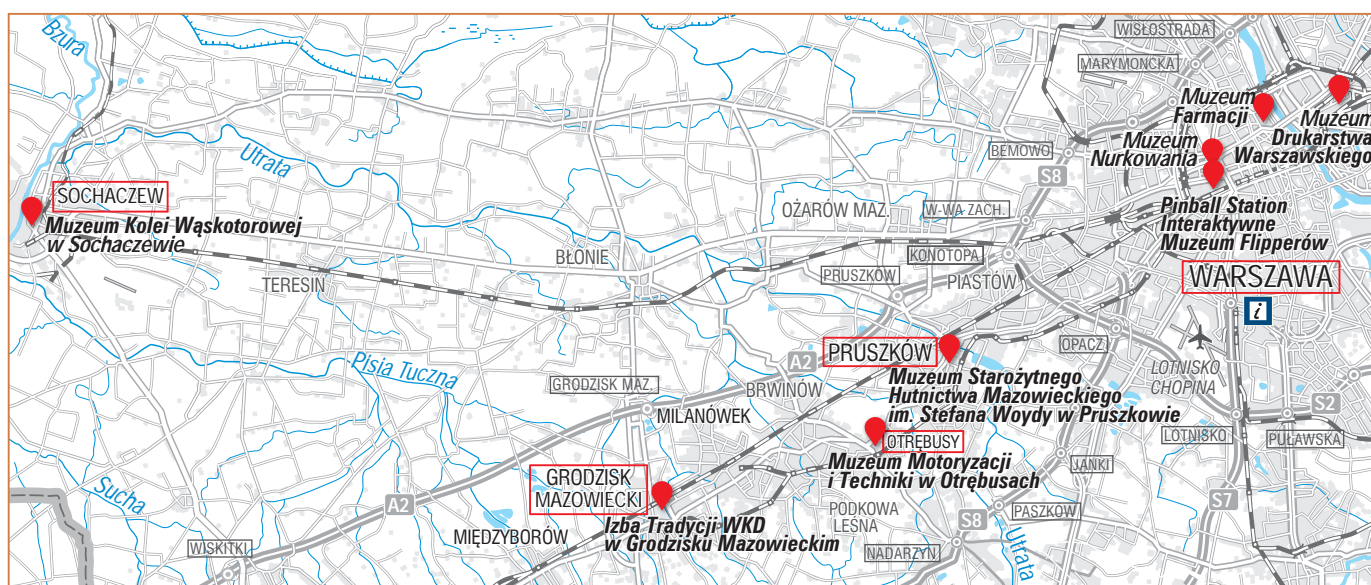 Bzura
WISŁOSTRADA
MARYMONCKA
Muzeum
Farmacji
Muzeum
Drukarstwa
Warszawskiego
Muzeum
Nurkowania
BEMOWO
S8
Utrata
SOCHACZEW
Muzeum Kolei Wąskotorowej
w Sochaczewie
OŻARÓW MAZ.
W-WA ZACH.
Pinball Station
Interaktywne
Muzeum Flipperów
BŁONIE
KONOTOPA
TERESIN
PRUSZKÓW
PIASTÓW
WARSZAWA
i
PRUSZKÓW
OPACZ
A2
LOTNISKO
CHOPINA
Pisia Tuczna
GRODZISK MAZ.
BRWINÓW
Muzeum Starożytnego
Hutnictwa Mazowieckiego
im. Stefana Woydy w Pruszkowie
MILANÓWEK
S2
OTRĘBUSY
LOTNISKO
PUŁAWSKA
Muzeum Motoryzacji
i Techniki w Otrębusach
JANKI
GRODZISK
MAZOWIECKI
Sucha
A2
S7
Izba Tradycji WKD
w Grodzisku Mazowieckim
PODKOWA
LEŚNA
S8
PASZKÓW
MIĘDZYBORÓW
WISKITKI
NADARZYN
Utrata